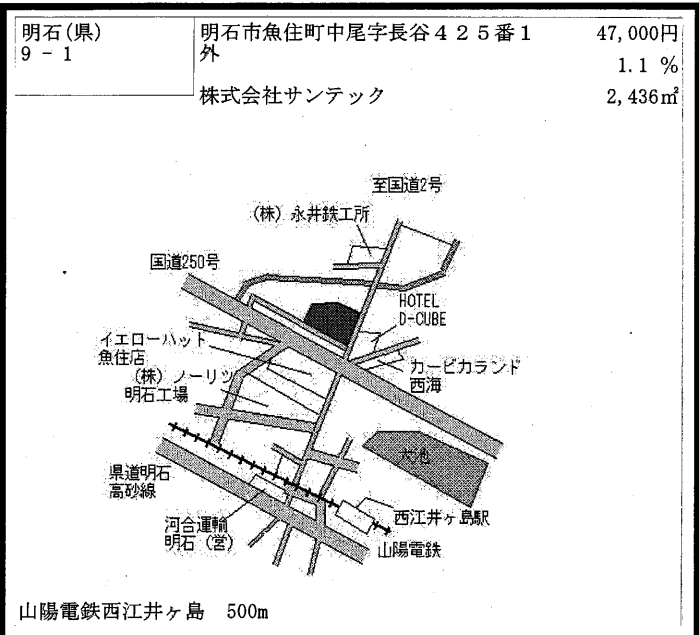 明石(県)
9 - 1
明石市魚住町中尾字長谷425番1
外
47,000円
1.1 %
株式会社サンテック
2,436㎡
至国道2号
(株) 永井鉄工所
国道250号
HOTEL
D-CUBE
イエローハット
魚住店
カービカランド
西海
(株) ノーリツ
明石工場
大池
県道明石
高砂線
西江井ヶ島駅
河合運輸
明石 (営)
山陽電鉄
山陽電鉄西江井ヶ島 500m